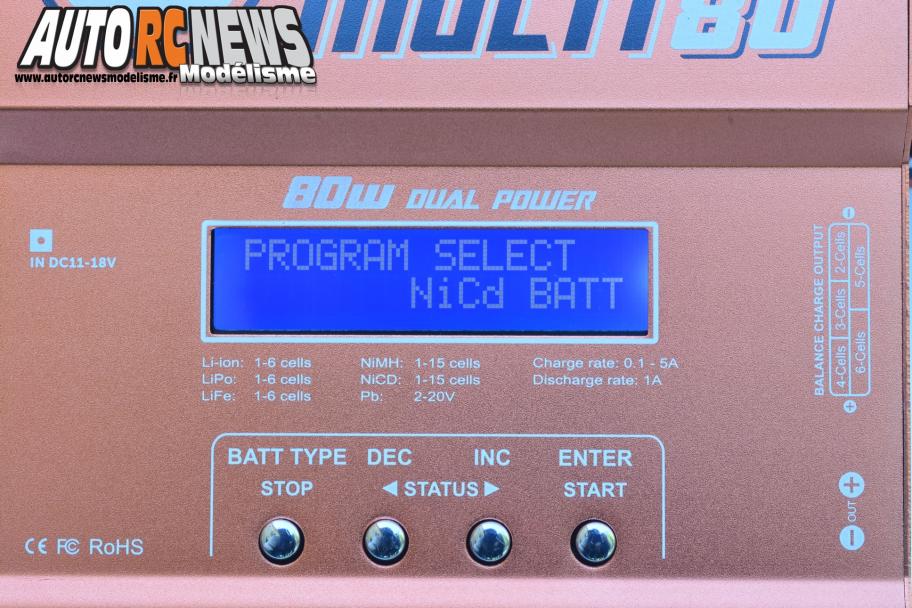 AUTORCNEWS
www.autorcnewsmodelisme.fr Modélisme
MULTI 80
80W DUAL POWER
IN DC11-18V
PROGRAM SELECT
NiCd BATT
Li-ion: 1-6 cells NiMH: 1-15 cells Charge rate: 0.1 - 5A
LiPo: 1-6 cells NiCD: 1-15 cells Discharge rate: 1A
LiFe: 1-6 cells Pb: 2-20V
BALANCE CHARGE OUTPUT
2-Cells
3-Cells
4-Cells
5-Cells
6-Cells
BATT TYPE DEC INC ENTER
STOP ◄ STATUS ► START
OUT
CE FC RoHS